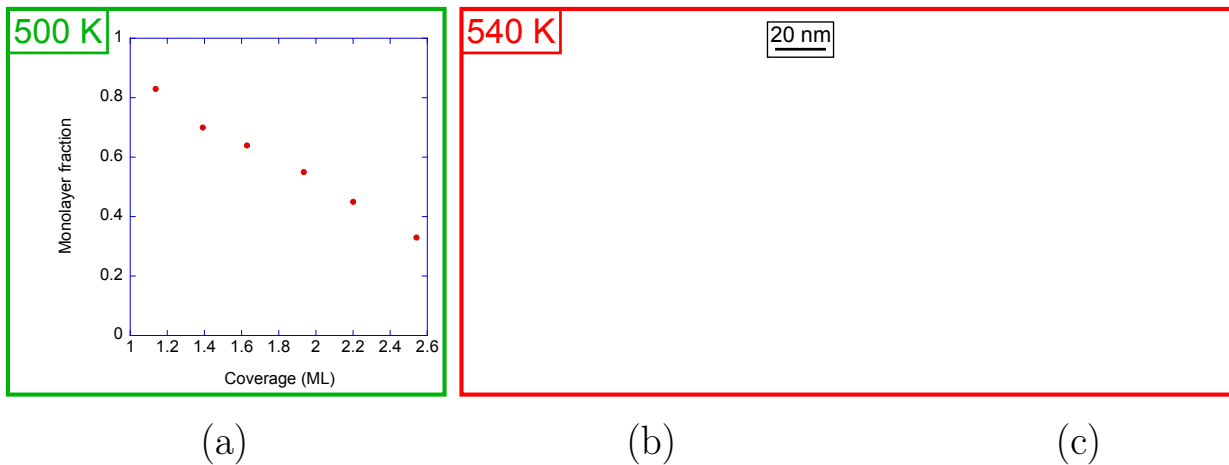 500 K
540 K
20 nm
1
0.8
0.6
0.4
0.2
0
Monolayer fraction
1 1.2 1.4 1.6 1.8 2 2.2 2.4 2.6
Coverage (ML)
(a) (b) (c)